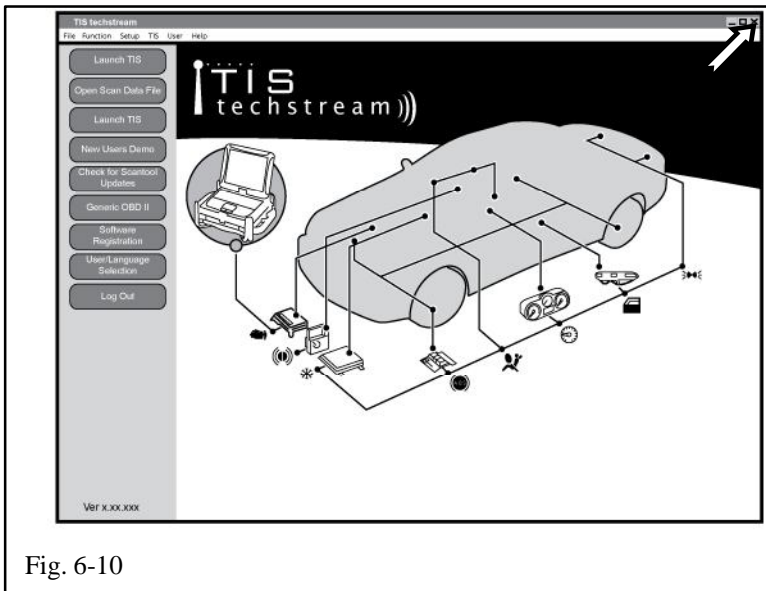 TIS techstream
File Function Setup TIS User Help
Launch TIS
Open Scan Data File
Launch TIS
New Users Demo
Check for Scantool
Updates
Generic OBD II
Software
Registration
User/Language
Selection
Log Out
TIS
techstream
Ver x.xx.xxx
Fig. 6-10